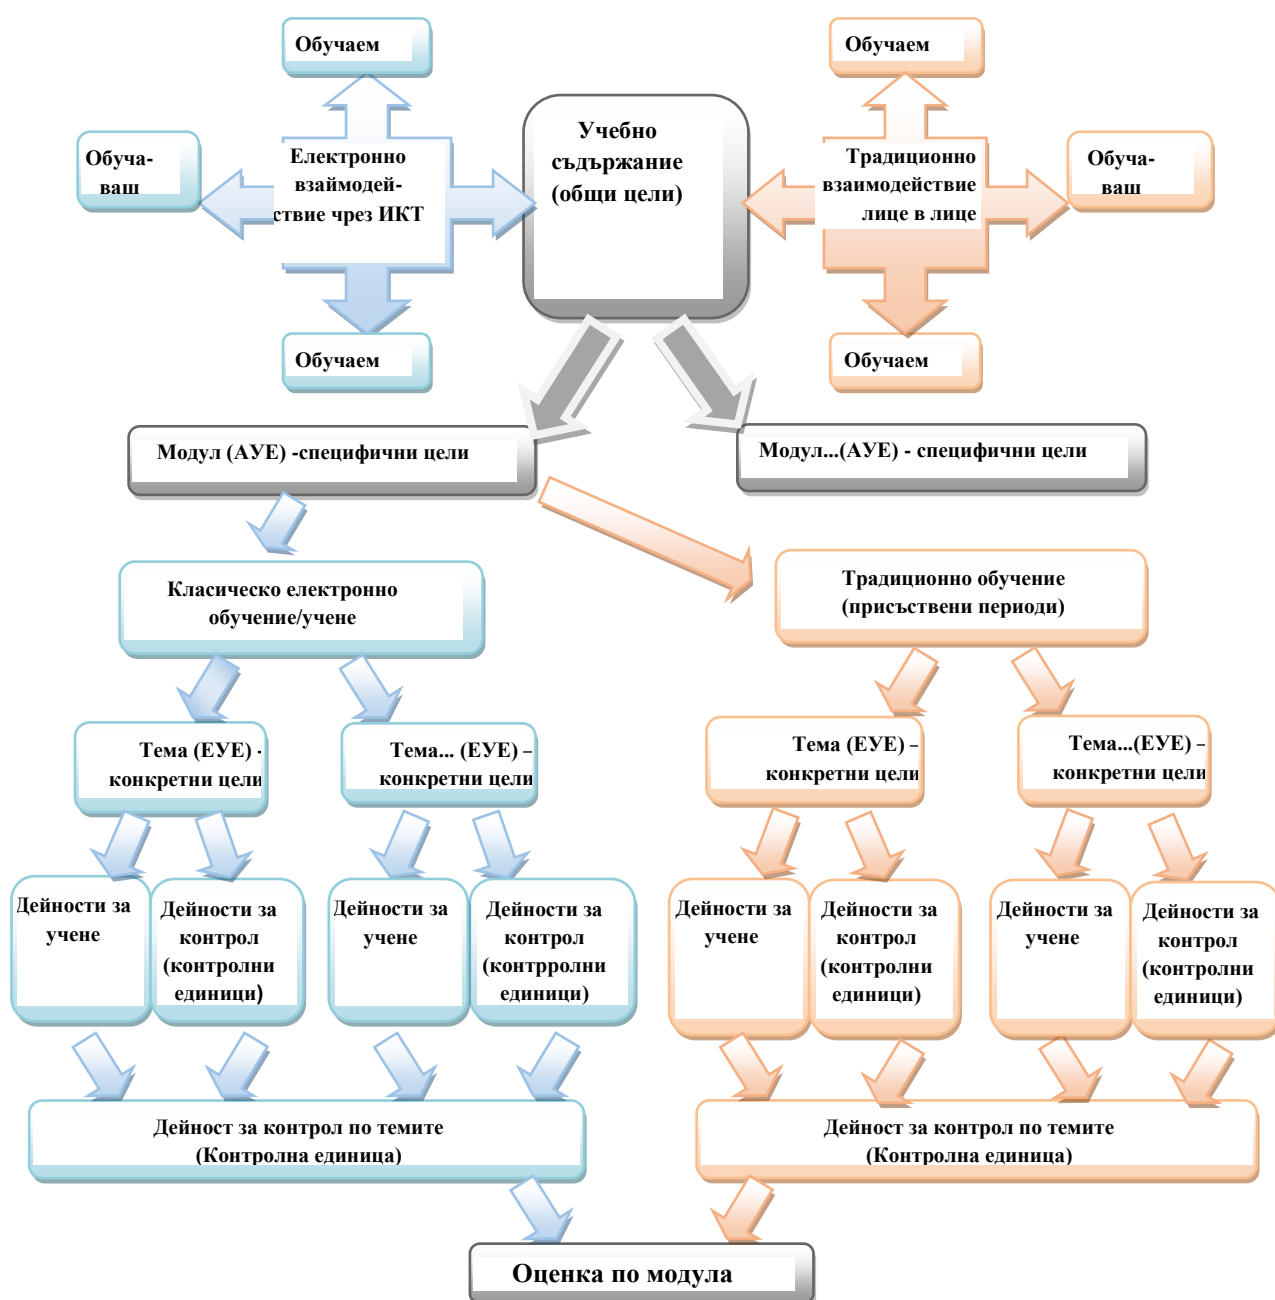 Обучаем
Обучаем
Учебно
съдържание
(общи цели)
Обуча-
ваш
Електронно
взаймодей-
ствие чрез ИКТ
Традиционно
взаимодействие
лице в лице
Обуча-
ваш
Обучаем
Обучаем
Модул (АУЕ) -специфични цели
Модул...(АУЕ) - специфични цели
Класическо електронно
обучение/учене
Традиционно обучение
(присъствени периоди)
Тема (ЕУЕ) -
конкретни цели
Тема... (ЕУЕ) –
конкретни цели
Тема (ЕУЕ) –
конкретни цели
Тема...(ЕУЕ) –
конкретни цели
Дейности за
учене
Дейности за
контрол
(контролни
единици)
Дейности за
учене
Дейности за
контрол
(контрролни
единици)
Дейности за
учене
Дейности за
контрол
(контролни
единици)
Дейности за
учене
Дейности за
контрол
(контролни
единици)
Дейност за контрол по темите
(Контролна единица)
Дейност за контрол по темите
(Контролна единица)
Оценка по модула